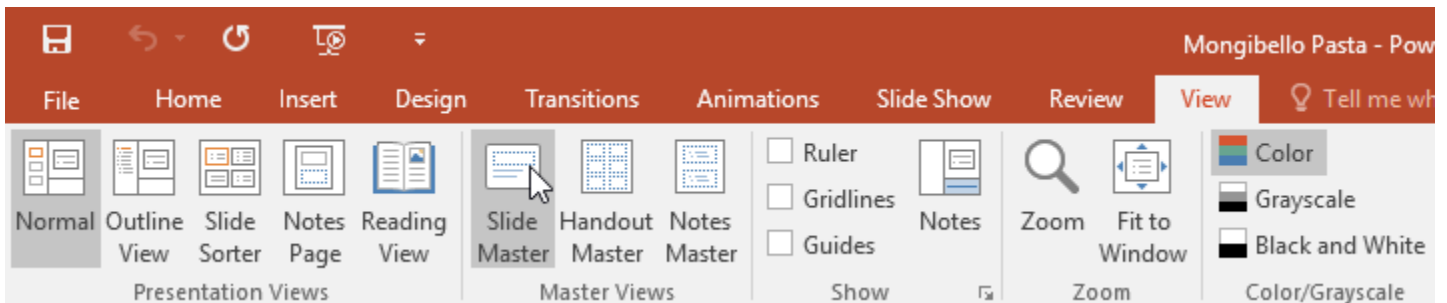 Mongibello Pasta - Pow
File Home Insert Design Transitions Animations Slide Show Review View Tell me wh
Normal
Outline View
Slide Sorter
Notes Page
Reading View
Presentation Views
Slide Master
Handout Master
Notes Master
Master Views
Ruler
Gridlines
Guides
Notes
Show
Zoom
Fit to Window
Zoom
Color
Grayscale
Black and White
Color/Grayscale